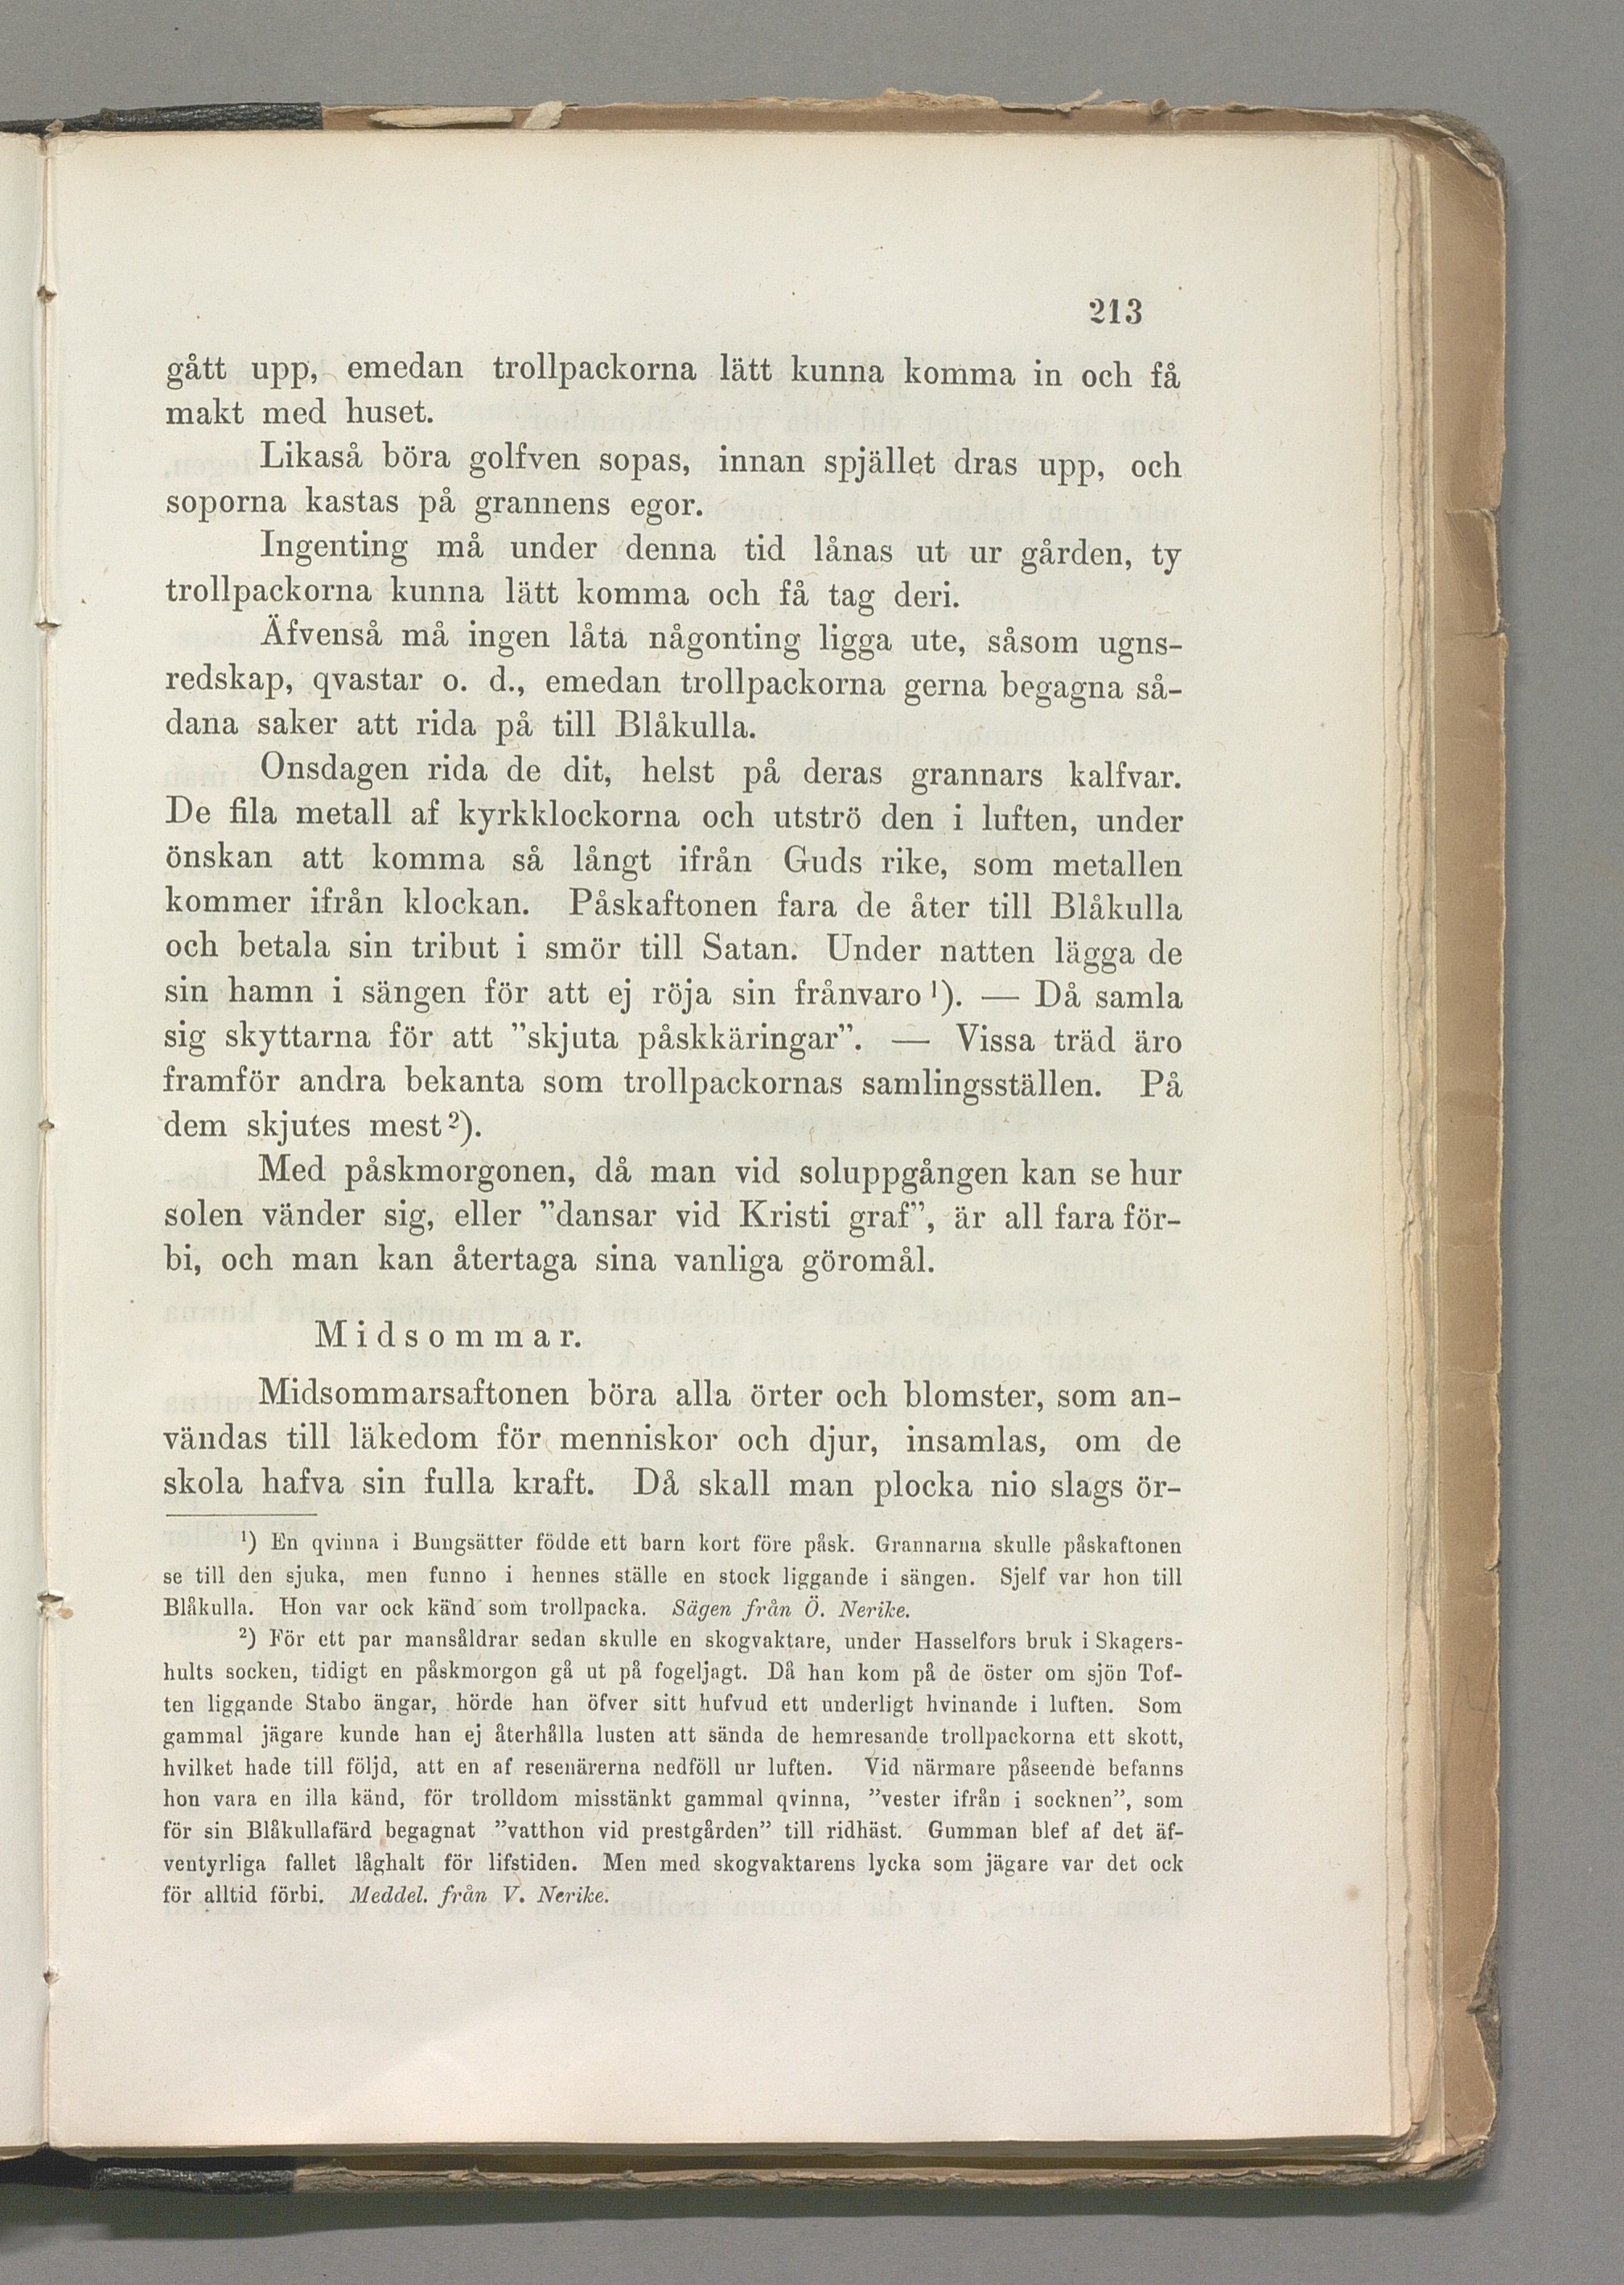 213
gått upp, emedan trollpackorna lätt kunna komma in och få
makt med huset.
Likaså böra golfven sopas, innan spjället dras upp, och
soporna kastas på grannens egor.
Ingenting må under denna tid lånas ut ur gården, ty
trollpackorna kunna lätt komma och få tag deri.
Äfvenså må ingen låta någonting ligga ute, såsom ugns-
redskap, qvastar o. d., emedan trollpackorna gerna begagna så-
dana saker att rida på till Blåkulla.
Onsdagen rida de dit, helst på deras grannars kalfvar.
De fila metall af kyrkklockorna och utströ den i luften, under
önskan att komma så långt ifrån Guds rike, som metallen
kommer ifrån klockan. Påskaftonen fara de åter till Blåkulla
och betala sin tribut i smör till Satan. Under natten lägga de
sin hamn i sängen för att ej röja sin frånvaro ¹). — Då samla
sig skyttarna för att ”skjuta påskkäringar”. — Vissa träd äro
framför andra bekanta som trollpackornas samlingsställen. På
dem skjutes mest ²).
Med påskmorgonen, då man vid soluppgången kan se hur
solen vänder sig, eller ”dansar vid Kristi graf”, är all fara för-
bi, och man kan återtaga sina vanliga göromål.
Midsommar.
Midsommarsaftonen böra alla örter och blomster, som an-
vändas till läkedom för menniskor och djur, insamlas, om de
skola hafva sin fulla kraft. Då skall man plocka nio slags ör-
¹) En qvinna i Bungsätter födde ett barn kort före påsk. Grannarna skulle påskaftonen
se till den sjuka, men funno i hennes ställe en stock liggande i sängen. Sjelf var hon till
Blåkulla. Hon var ock känd som trollpacka. Sägen från Ö. Nerike.
²) För ett par mansåldrar sedan skulle en skogvaktare, under Hasselfors bruk i Skagers-
hults socken, tidigt en påskmorgon gå ut på fogeljagt. Då han kom på de öster om sjön Tof-
ten liggande Stabo ängar, hörde han öfver sitt hufvud ett underligt hvinande i luften. Som
gammal jägare kunde han ej återhålla lusten att sända de hemresande trollpackorna ett skott,
hvilket hade till följd, att en af resenärerna nedföll ur luften. Vid närmare påseende befanns
hon vara en illa känd, för trolldom misstänkt gammal qvinna, ”vester ifrån i socknen”, som
för sin Blåkullafärd begagnat ”vatthon vid prestgården” till ridhäst. Gumman blef af det äf-
ventyrliga fallet låghalt för lifstiden. Men med skogvaktarens lycka som jägare var det ock
för alltid förbi. Meddel. från V. Nerike.